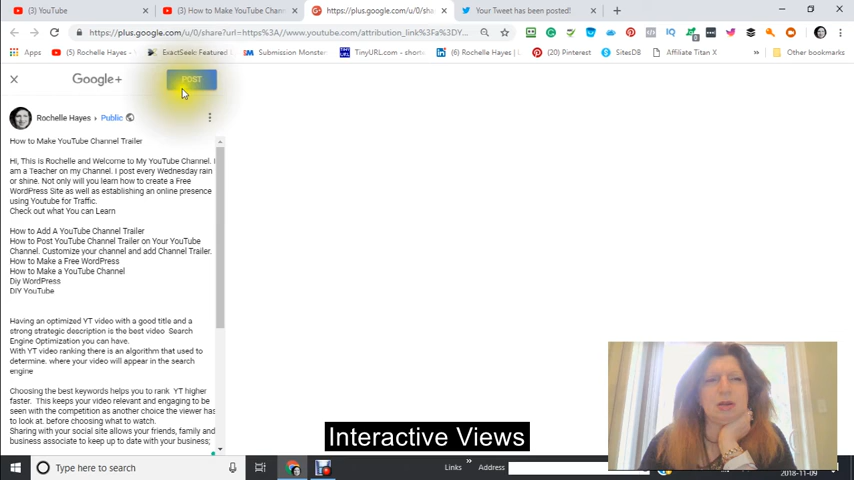 (3) YouTube
(3) How to Make YouTube Chann
https://plus.google.com/u/0/shar
Your Tweet has been posted!
https://plus.google.com/u/0/share?url=https%3A//www.youtube.com/attribution_link%3Fa%3DY...
Apps
(5) Rochelle Hayes -
ExactSeek: Featured L
Submission Monster
TinyURL.com - shorte
(6) Rochelle Hayes | L
(20) Pinterest
SitesDB
Affiliate Titan X
Other bookmarks
Google+
POST
Rochelle Hayes
Public
How to Make YouTube Channel Trailer
Hi, This is Rochelle and Welcome to My YouTube Channel. I
am a Teacher on my Channel. I post every Wednesday rain
or shine. Not only will you learn how to create a Free
WordPress Site as well as establishing an online presence
using Youtube for Traffic.
Check out what You can Learn
How to Add A YouTube Channel Trailer
How to Post YouTube Channel Trailer on Your YouTube
Channel. Customize your channel and add Channel Trailer.
How to Make a Free WordPress
How to Make a YouTube Channel
Diy WordPress
DIY YouTube
Having an optimized YT video with a good title and a
strong strategic description is the best video Search
Engine Optimization you can have.
With YT video ranking there is an algorithm that used to
determine. where your video will appear in the search
engine
Choosing the best keywords helps you to rank YT higher
faster. This keeps your video relevant and engaging to be
seen with the competition as another choice the viewer has
to look at. before choosing what to watch.
Sharing with your social site allows your friends, family and
business associate to keep up to date with your business;
Interactive Views
Type here to search
Links
Address
2018-11-09